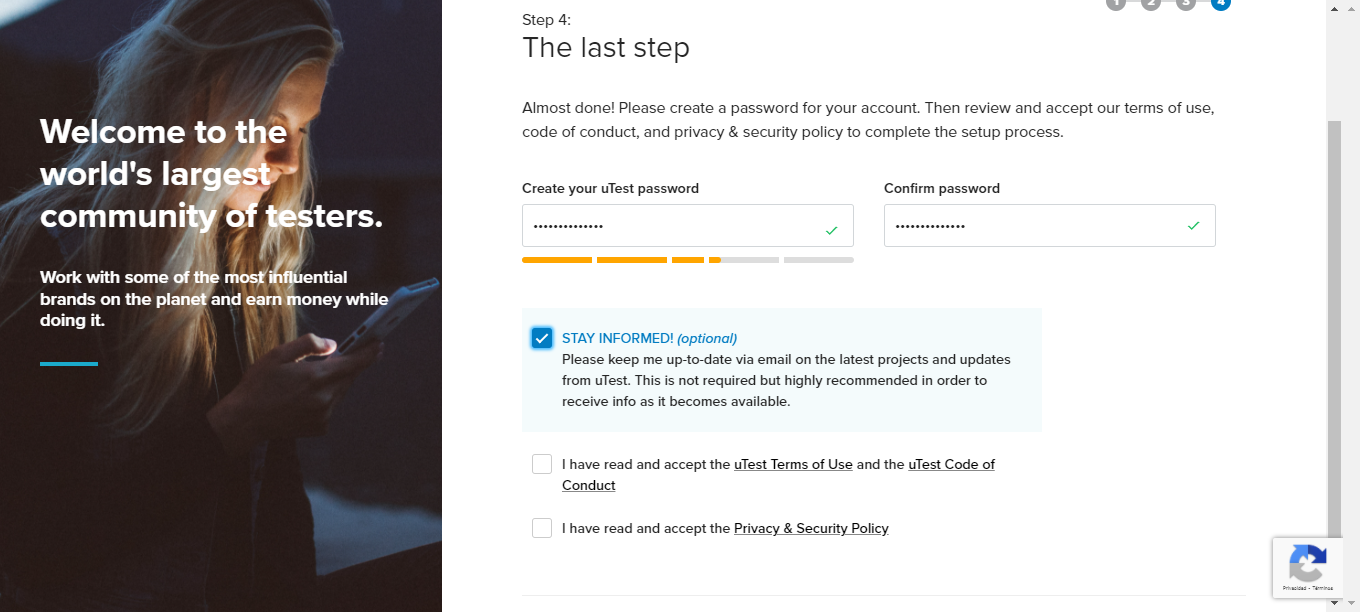 1 2 3 4
Step 4:
The last step
Welcome to the
world's largest
community of testers.
Work with some of the most influential
brands on the planet and earn money while
doing it.
Almost done! Please create a password for your account. Then review and accept our terms of use,
code of conduct, and privacy & security policy to complete the setup process.
Create your uTest password
Confirm password
STAY INFORMED! (optional)
Please keep me up-to-date via email on the latest projects and updates
from uTest. This is not required but highly recommended in order to
receive info as it becomes available.
I have read and accept the uTest Terms of Use and the uTest Code of
Conduct
I have read and accept the Privacy & Security Policy
Privacidad - Términos